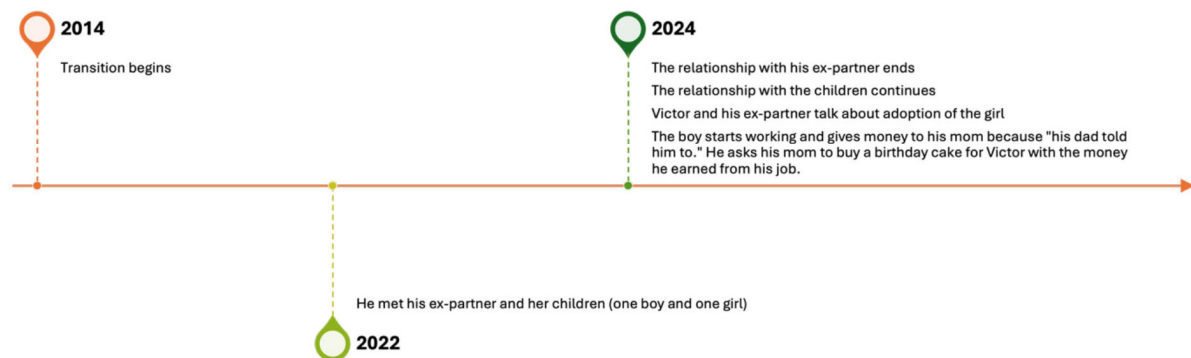 2014
Transition begins
2024
The relationship with his ex-partner ends
The relationship with the children continues
Victor and his ex-partner talk about adoption of the girl
The boy starts working and gives money to his mom because "his dad told
him to." He asks his mom to buy a birthday cake for Victor with the money
he earned from his job.
He met his ex-partner and her children (one boy and one girl)
2022